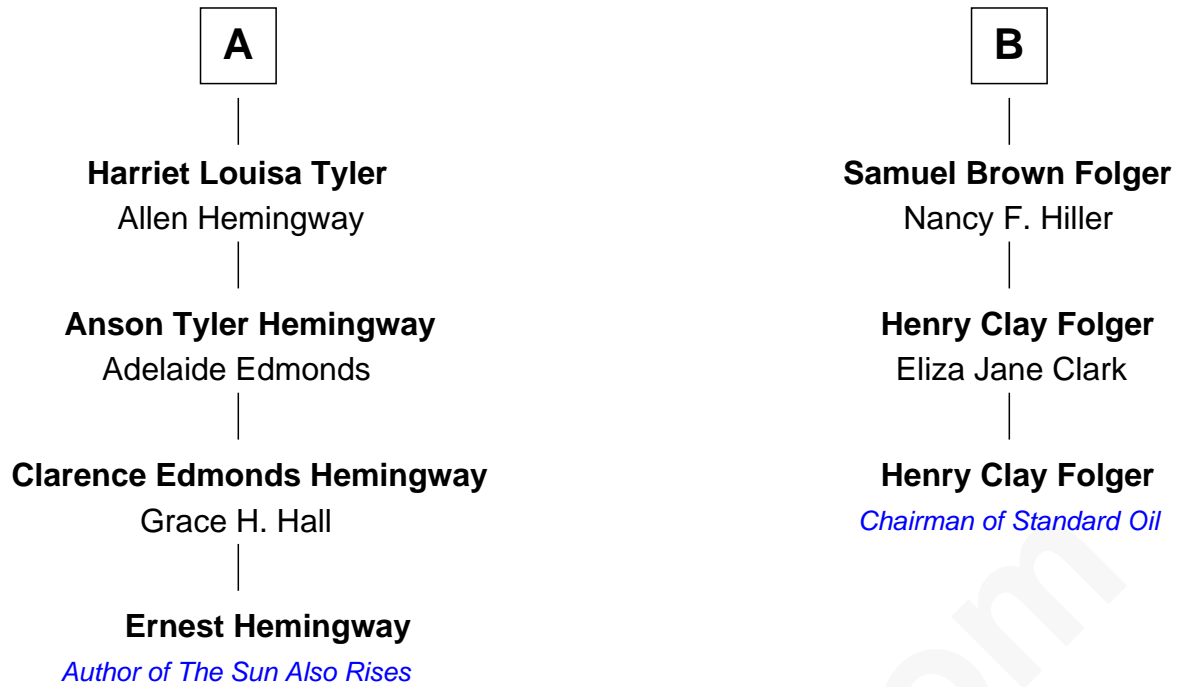 A
Harriet Louisa Tyler
Allen Hemingway
Anson Tyler Hemingway
Adelaide Edmonds
Clarence Edmonds Hemingway
Grace H. Hall
Ernest Hemingway
Author of The Sun Also Rises
B
Samuel Brown Folger
Nancy F. Hiller
Henry Clay Folger
Eliza Jane Clark
Henry Clay Folger
Chairman of Standard Oil
om